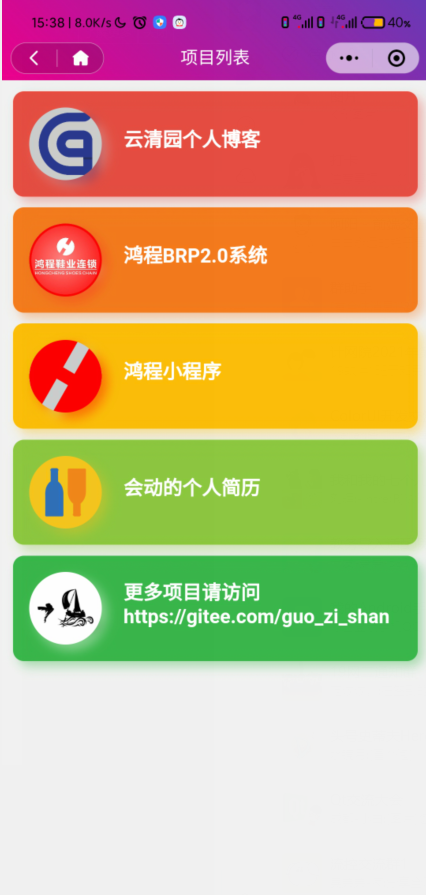 15:38 | 8.0K/s
4G
4G
40%
项目列表
云清园个人博客
鸿程鞋业连锁
HONGCHENG SHOES CHAIN
鸿程BRP2.0系统
鸿程小程序
会动的个人简历
更多项目请访问
https://gitee.com/guo_zi_shan